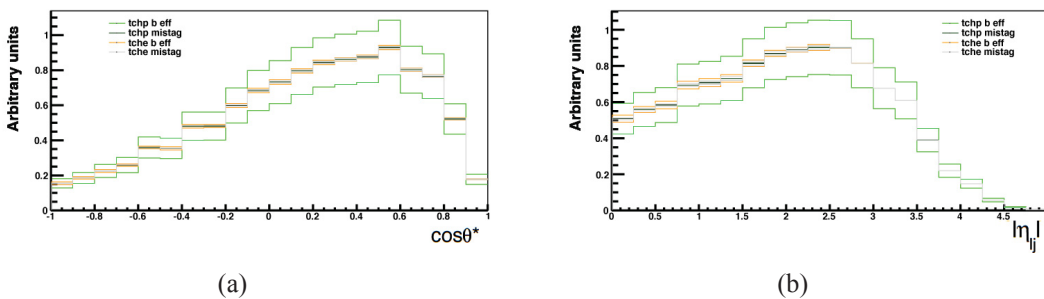 tchp b eff
tchp mistag
tche b eff
tche mistag
Arbitrary units
1
0.8
0.6
0.4
0.2
0
-1 -0.8 -0.6 -0.4 -0.2 0 0.2 0.4 0.6 0.8 1
cosθ*
(a)
tchp b eff
tchp mistag
tche b eff
tche mistag
Arbitrary units
1
0.8
0.6
0.4
0.2
0
0 0.5 1 1.5 2 2.5 3 3.5 4 4.5
|η_lj|
(b)